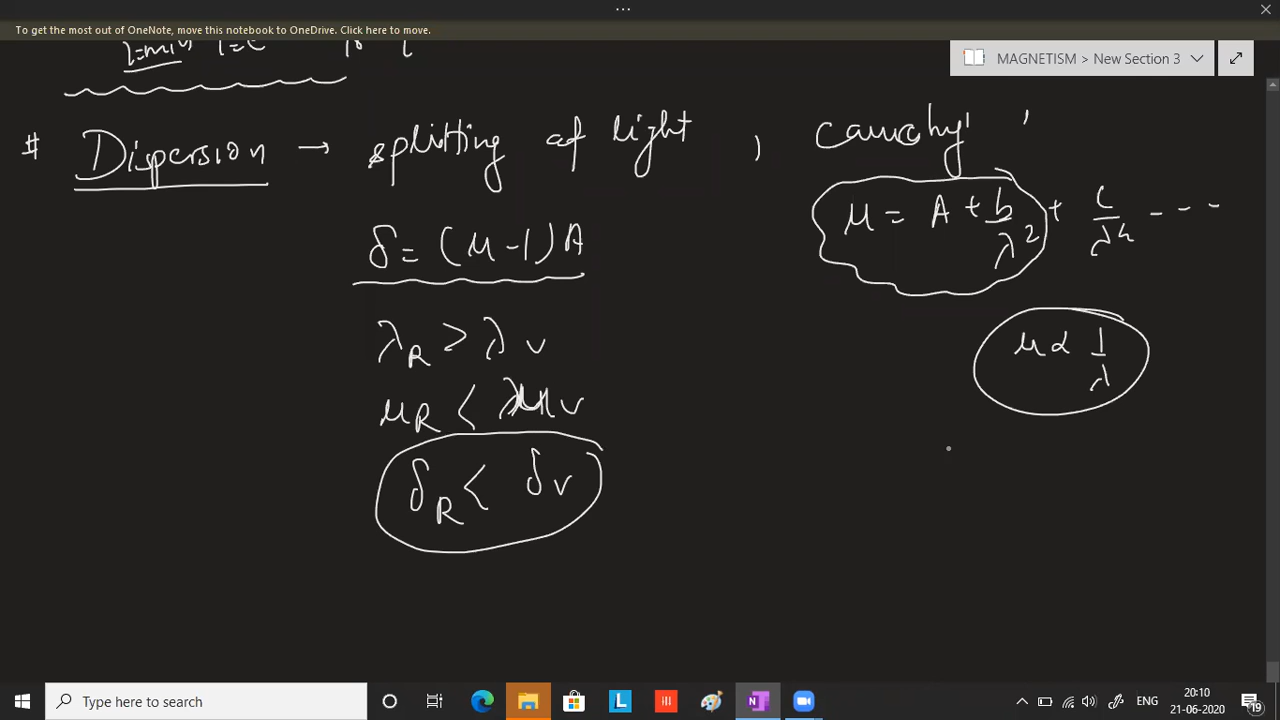 To get the most out of OneNote, move this notebook to OneDrive. Click here to move.
MAGNETISM > New Section 3
# Dispersion → splitting of light , cauchy' '
μ = A + b/λ² + c/λ⁴ - - -
δ = (μ - 1) A
λR > λv
μ ∝ 1/λ
μR < μv
δR < δv
Type here to search
ENG
20:10
21-06-2020
19